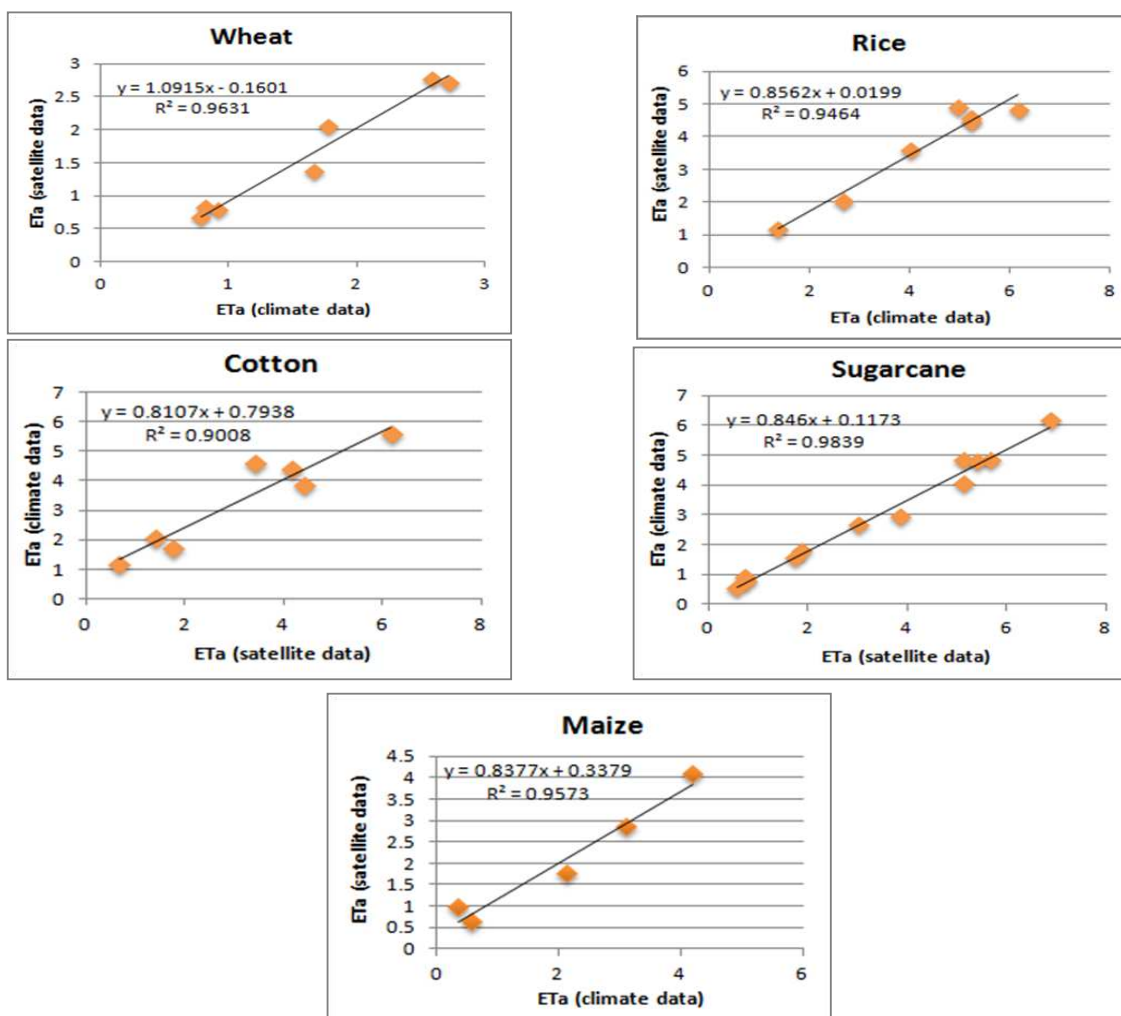 Wheat
3
2.5
2
1.5
1
0.5
0
y = 1.0915x - 0.1601
R² = 0.9631
ETa (satellite data)
0 1 2 3
ETa (climate data)
Rice
6
5
4
3
2
1
0
y = 0.8562x + 0.0199
R² = 0.9464
ETa (satellite data)
0 2 4 6 8
ETa (climate data)
Cotton
7
6
5
4
3
2
1
0
y = 0.8107x + 0.7938
R² = 0.9008
ETa (climate data)
0 2 4 6 8
ETa (satellite data)
Sugarcane
7
6
5
4
3
2
1
0
y = 0.846x + 0.1173
R² = 0.9839
ETa (climate data)
0 2 4 6 8
ETa (satellite data)
Maize
4.5
4
3.5
3
2.5
2
1.5
1
0.5
0
y = 0.8377x + 0.3379
R² = 0.9573
ETa (satellite data)
0 2 4 6
ETa (climate data)